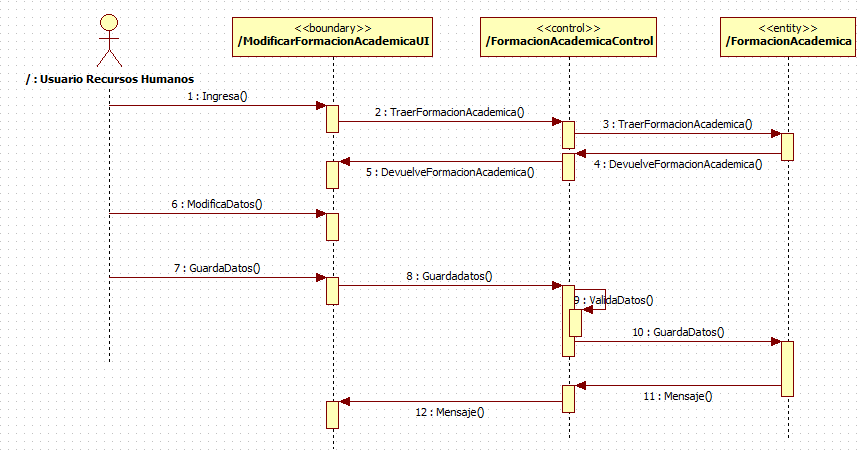 <<boundary>>
/ModificarFormacionAcademicaUI
<<control>>
/FormacionAcademicaControl
<<entity>>
/FormacionAcademica
/ : Usuario Recursos Humanos
1 : Ingresa()
2 : TraerFormacionAcademica()
3 : TraerFormacionAcademica()
4 : DevuelveFormacionAcademica()
5 : DevuelveFormacionAcademica()
6 : ModificaDatos()
7 : GuardaDatos()
8 : Guardadatos()
9 : ValidaDatos()
10 : GuardaDatos()
11 : Mensaje()
12 : Mensaje()